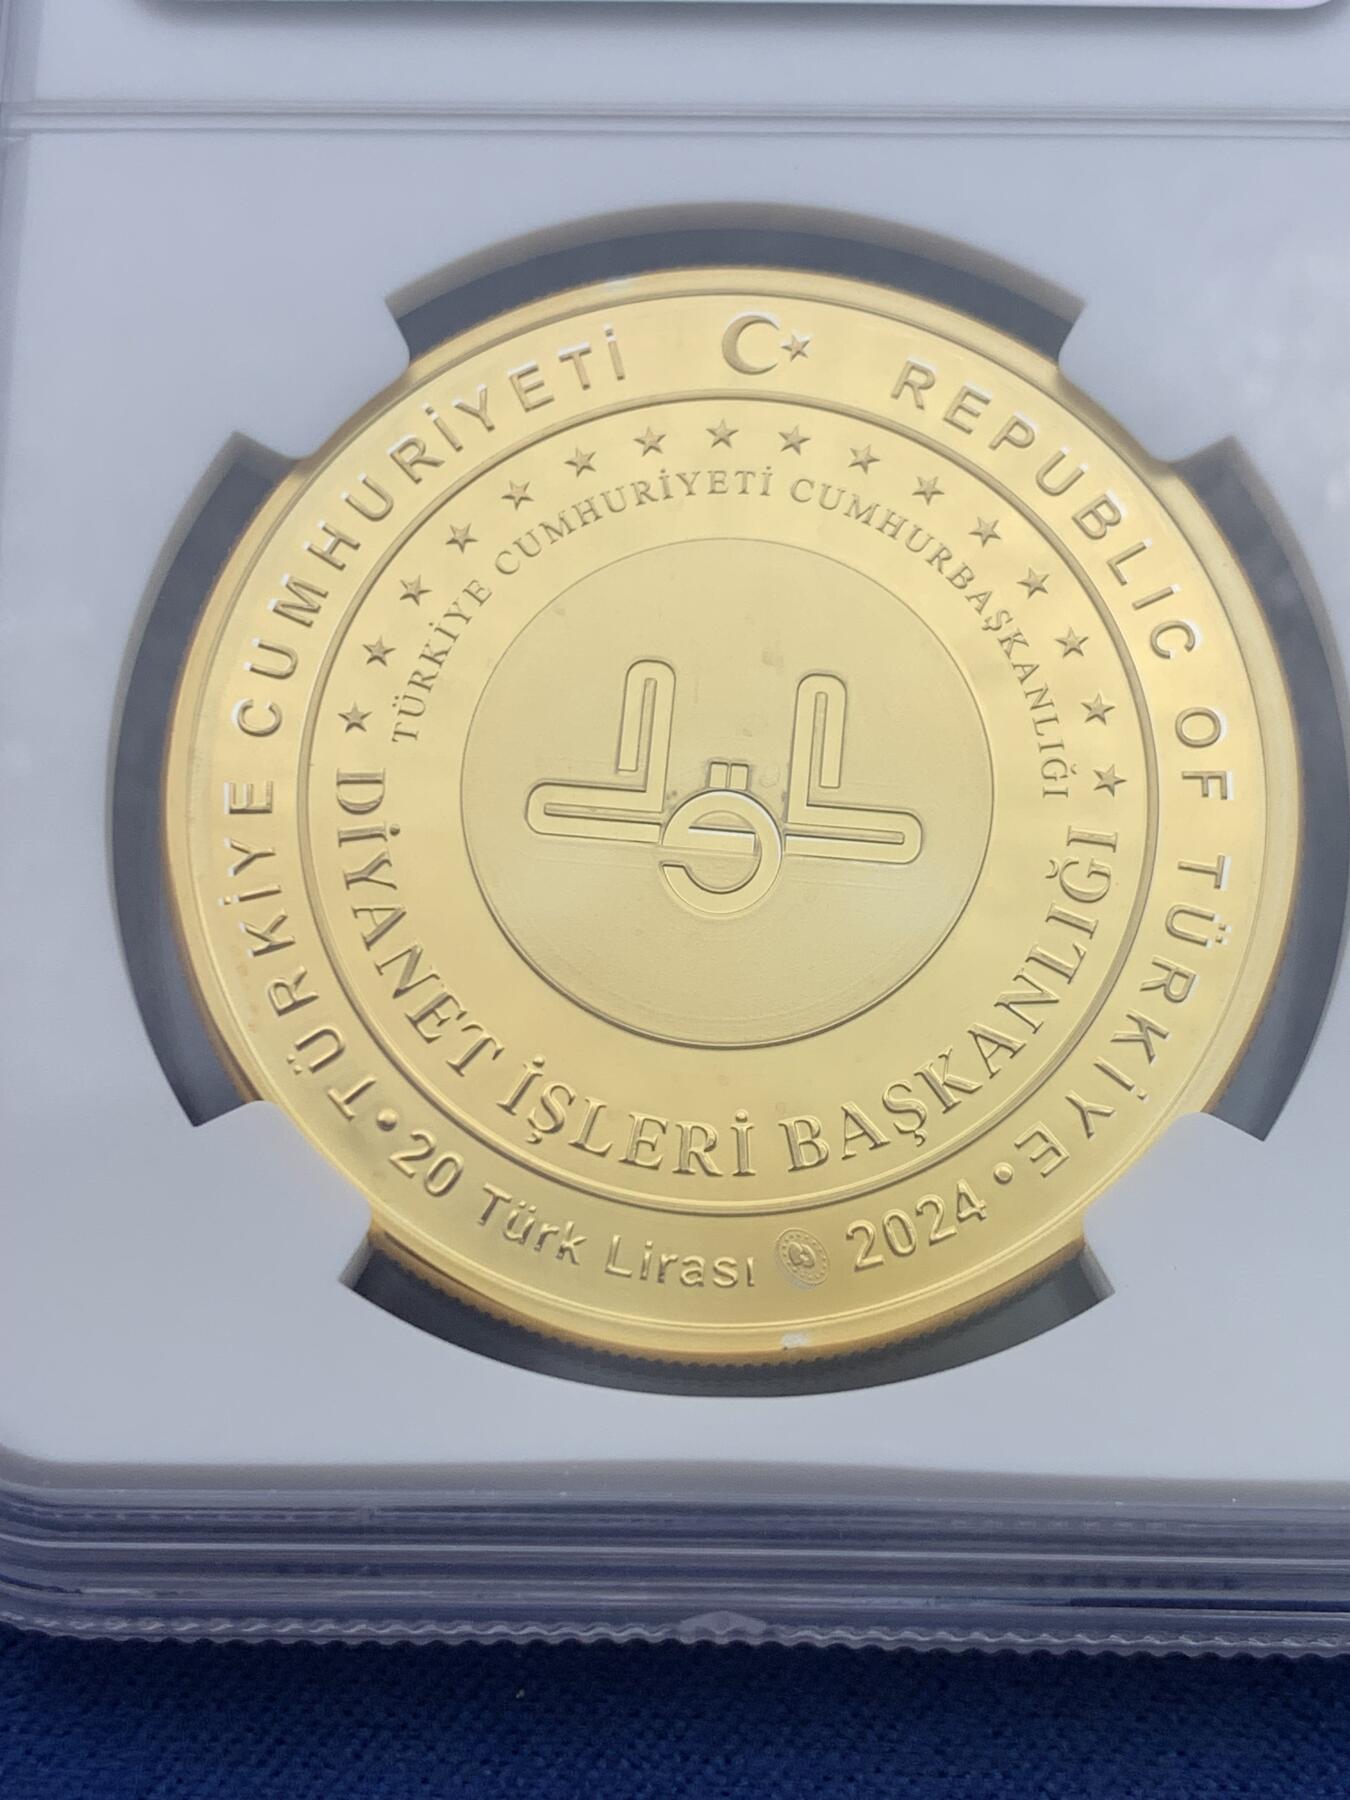 TÜRKİYE CUMHURİYETİ
REPUBLIC OF TÜRKİYE
TÜRKİYE CUMHURİYETİ CUMHURBAŞKANLIĞI
DİYANET İŞLERİ BAŞKANLIĞI
20 Türk Lirası
2024